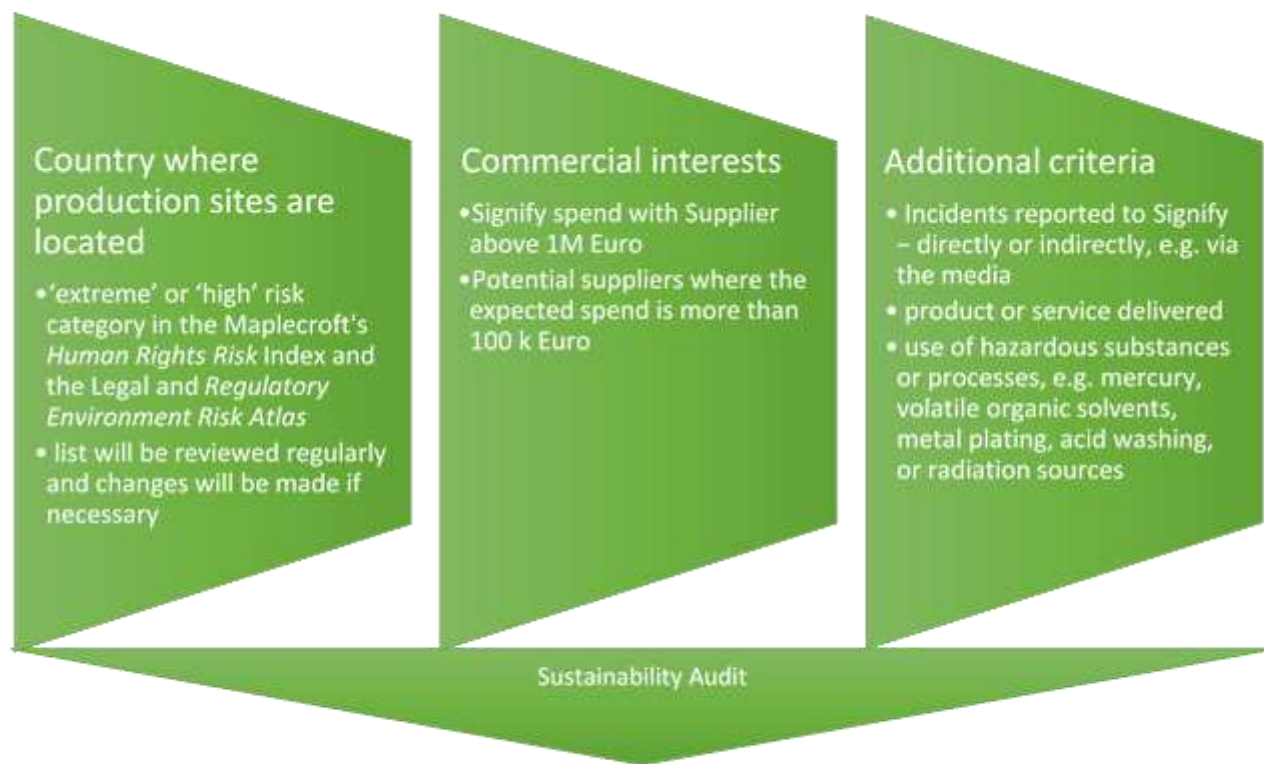 Country where
production sites are
located
•'extreme' or 'high' risk
category in the Maplecroft's
Human Rights Risk Index and
the Legal and Regulatory
Environment Risk Atlas
• list will be reviewed regularly
and changes will be made if
necessary
Commercial interests
•Signify spend with Supplier
above 1M Euro
•Potential suppliers where the
expected spend is more than
100 k Euro
Additional criteria
• Incidents reported to Signify
– directly or indirectly, e.g. via
the media
• product or service delivered
• use of hazardous substances
or processes, e.g. mercury,
volatile organic solvents,
metal plating, acid washing,
or radiation sources
Sustainability Audit